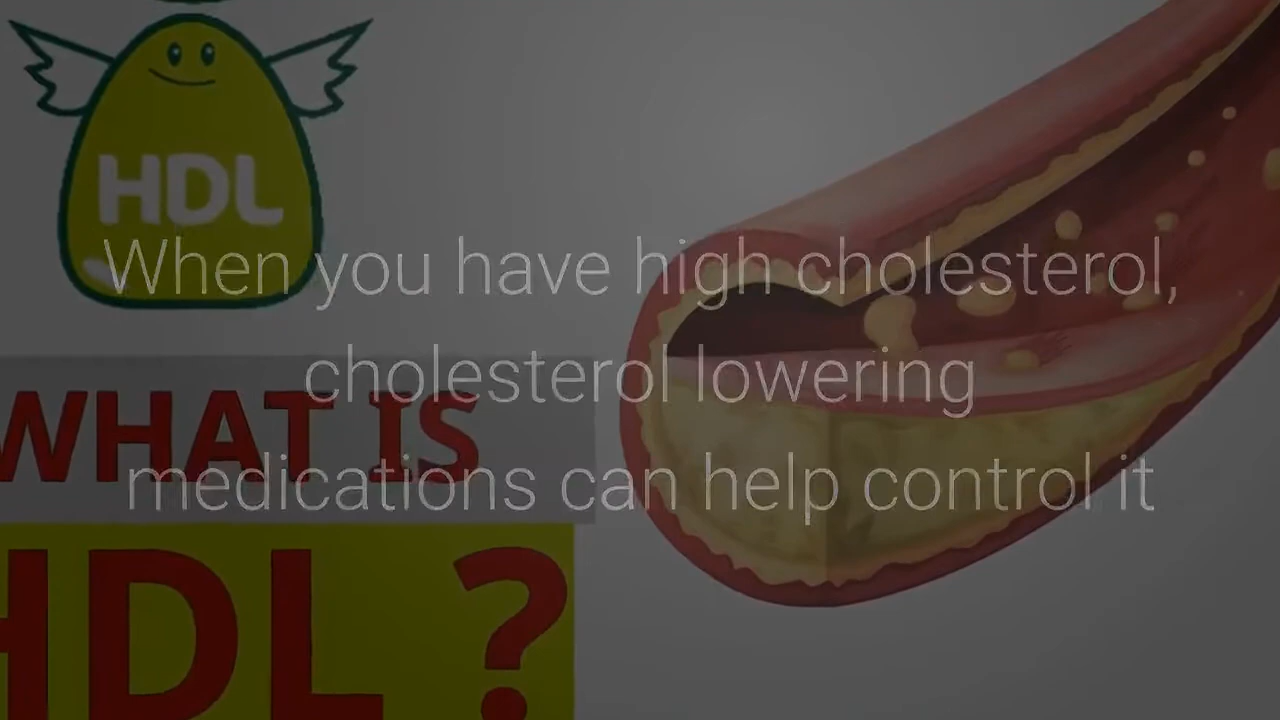 HDL
When you have high cholesterol,
cholesterol lowering
WHAT IS
medications can help control it
HDL ?